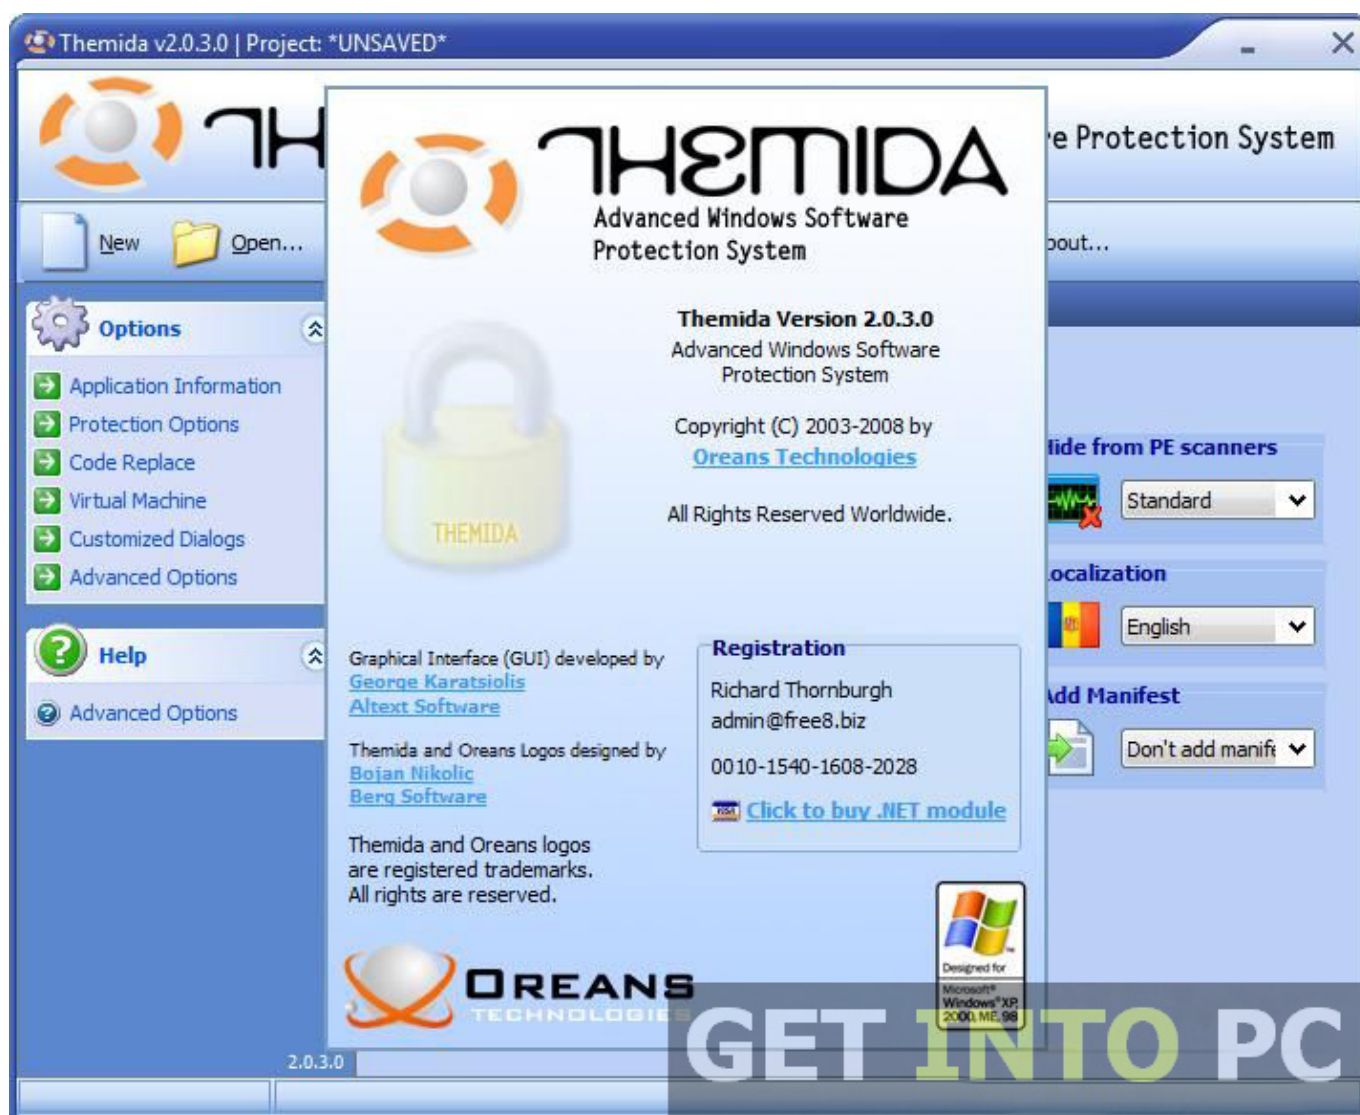 Themida v2.0.3.0 | Project: *UNSAVED*
THEMIDA
e Protection System
New
Open...
bout...
Options
Application Information
Protection Options
Code Replace
Virtual Machine
Customized Dialogs
Advanced Options
Help
Advanced Options
2.0.3.0
THEMIDA
Advanced Windows Software
Protection System
THEMIDA
Themida Version 2.0.3.0
Advanced Windows Software
Protection System
Copyright (C) 2003-2008 by
Oreans Technologies
All Rights Reserved Worldwide.
Graphical Interface (GUI) developed by
George Karatsiolis
Altext Software
Themida and Oreans Logos designed by
Bojan Nikolic
Berg Software
Themida and Oreans logos
are registered trademarks.
All rights are reserved.
Registration
Richard Thornburgh
admin@free8.biz
0010-1540-1608-2028
VISA Click to buy .NET module
OREANS
TECHNOLOGIES
Designed for
Microsoft®
Windows® XP,
2000, ME, 98
Hide from PE scanners
Standard
ocalization
English
Add Manifest
Don't add manife
GET INTO PC